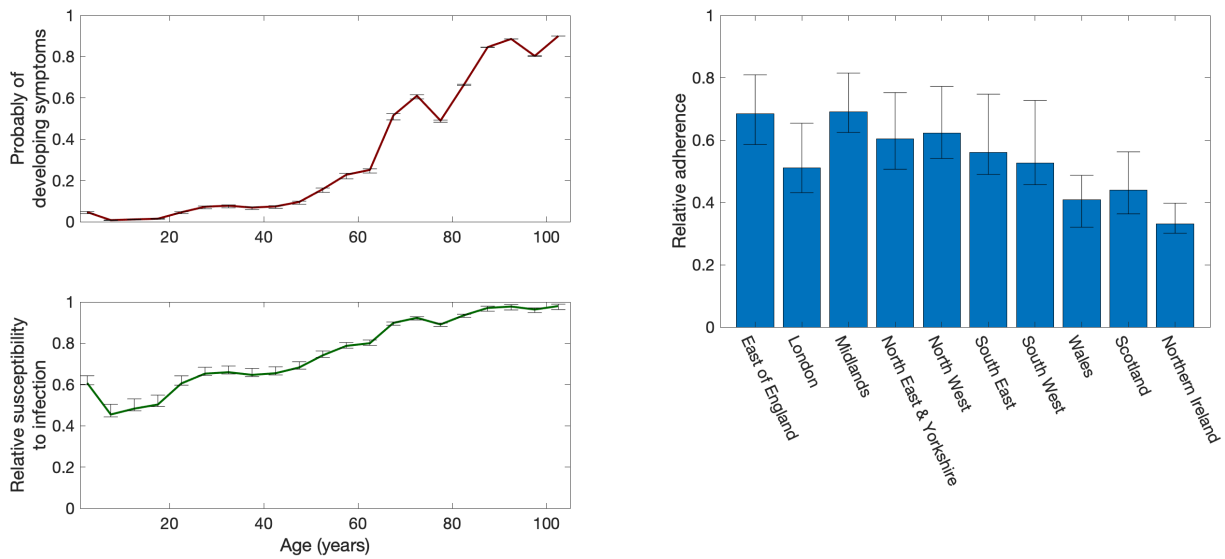 Probably of
developing symptoms
1
0.8
0.6
0.4
0.2
0
20
40
60
80
100
Relative susceptibility
to infection
1
0.8
0.6
0.4
0.2
0
20
40
60
80
100
Age (years)
Relative adherence
1
0.8
0.6
0.4
0.2
0
East of England
London
Midlands
North East & Yorkshire
North West
South East
South West
Wales
Scotland
Northern Ireland